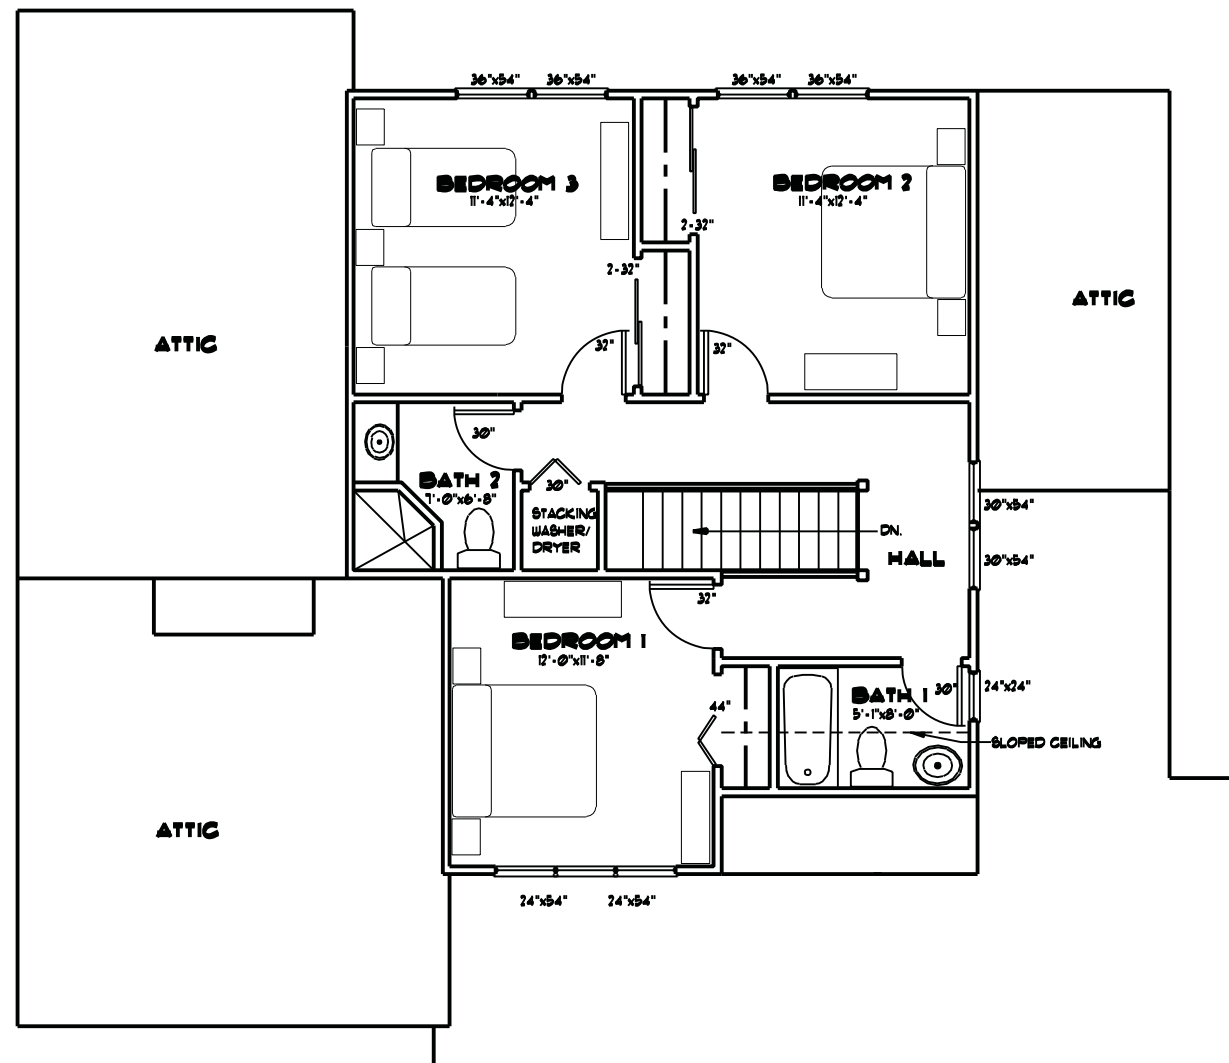 36"x54" 36"x54" 36"x54" 36"x54"
BEDROOM 3
11'-4"x12'-4"
BEDROOM 2
11'-4"x12'-4"
2-32"
2-32"
ATTIC
ATTIC
32"
32"
30"
BATH 2
7'-0"x6'-8"
30"
STACKING
WASHER/
DRYER
DN.
HALL
30"x54"
30"x54"
32"
BEDROOM 1
12'-0"x11'-8"
44"
BATH 1
5'-1"x8'-0"
30"
24"x24"
SLOPED CEILING
ATTIC
24"x54" 24"x54"